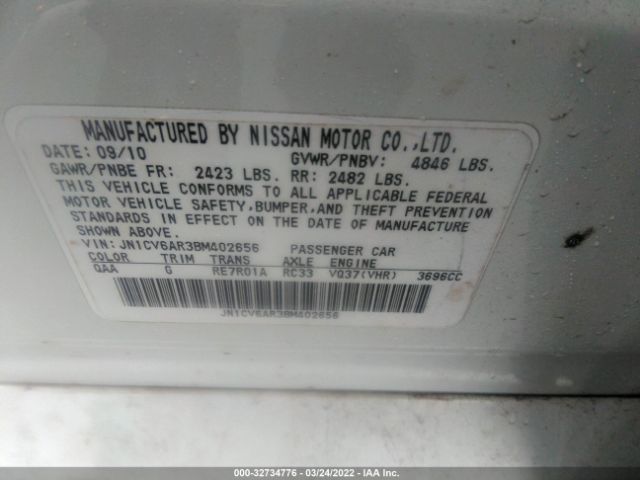 MANUFACTURED BY NISSAN MOTOR CO.,LTD.
DATE: 09/10 GVWR/PNBV: 4846 LBS.
GAWR/PNBE FR: 2423 LBS. RR: 2482 LBS.
THIS VEHICLE CONFORMS TO ALL APPLICABLE FEDERAL
MOTOR VEHICLE SAFETY, BUMPER, AND THEFT PREVENTION
STANDARDS IN EFFECT ON THE DATE OF MANUFACTURE
SHOWN ABOVE.
VIN: JN1CV6AR3BM402656 PASSENGER CAR
COLOR TRIM TRANS AXLE ENGINE
QAA G RE7R01A RC33 VQ37(VHR) 3696CC
JN1CV6AR3BM402656
000-32734776 - 03/24/2022 - IAA Inc.